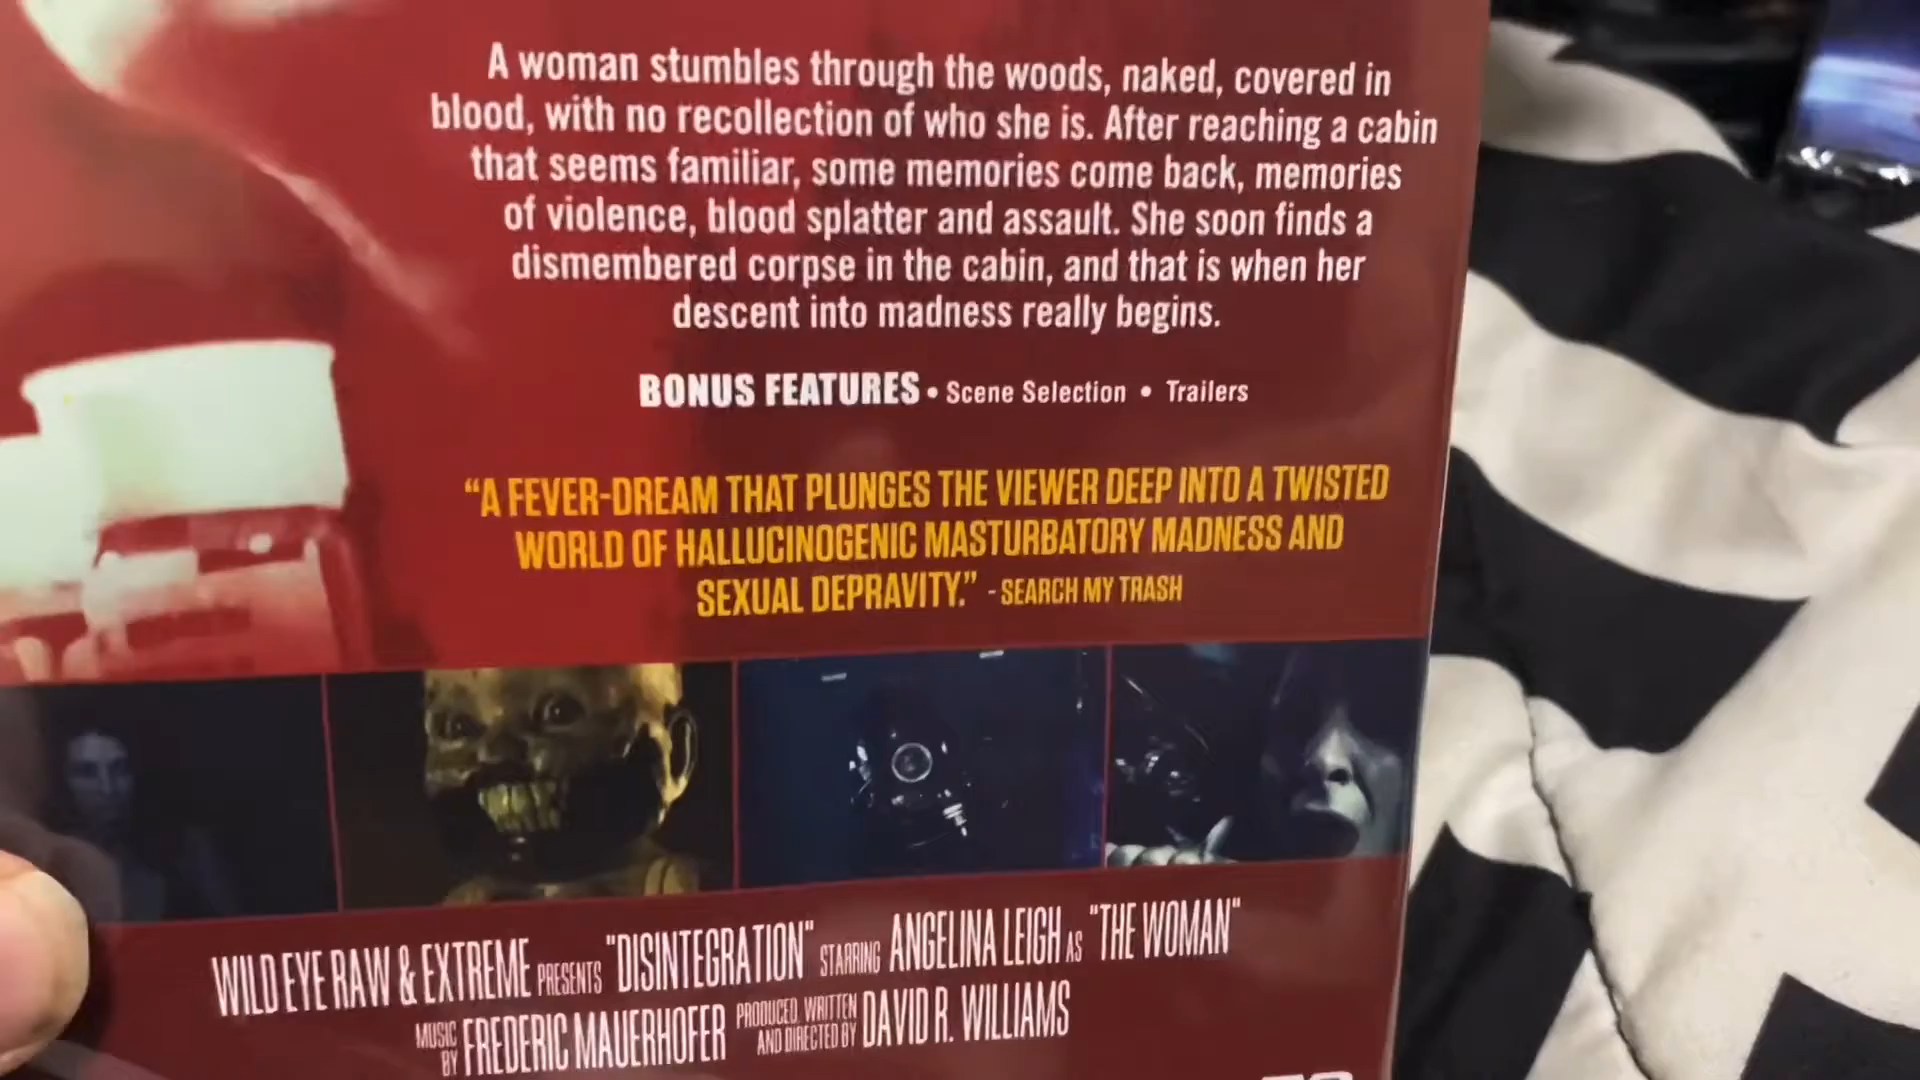 A woman stumbles through the woods, naked, covered in
blood, with no recollection of who she is. After reaching a cabin
that seems familiar, some memories come back, memories
of violence, blood splatter and assault. She soon finds a
dismembered corpse in the cabin, and that is when her
descent into madness really begins.
BONUS FEATURES • Scene Selection • Trailers
“A FEVER-DREAM THAT PLUNGES THE VIEWER DEEP INTO A TWISTED
WORLD OF HALLUCINOGENIC MASTURBATORY MADNESS AND
SEXUAL DEPRAVITY.” - SEARCH MY TRASH
WILD EYE RAW & EXTREME PRESENTS "DISINTEGRATION" STARRING ANGELINA LEIGH AS "THE WOMAN"
MUSIC BY FREDERIC MAUERHOFER PRODUCED, WRITTEN AND DIRECTED BY DAVID R. WILLIAMS